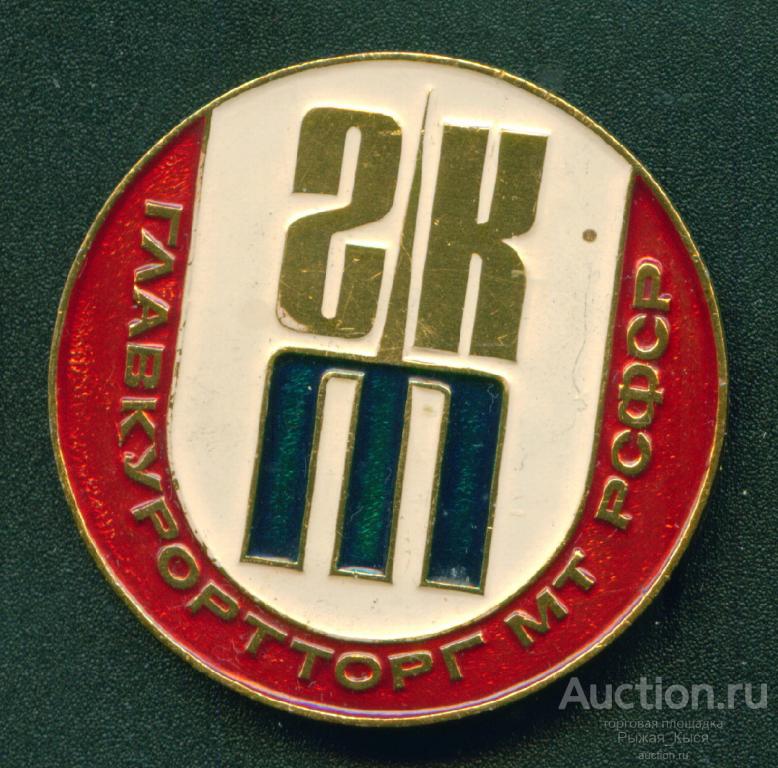 гк
т
ГЛАВКУРОРТТОРГ МТ РСФСР
Auction.ru
торговая площадка
Рыжая_Кыся
auction.ru